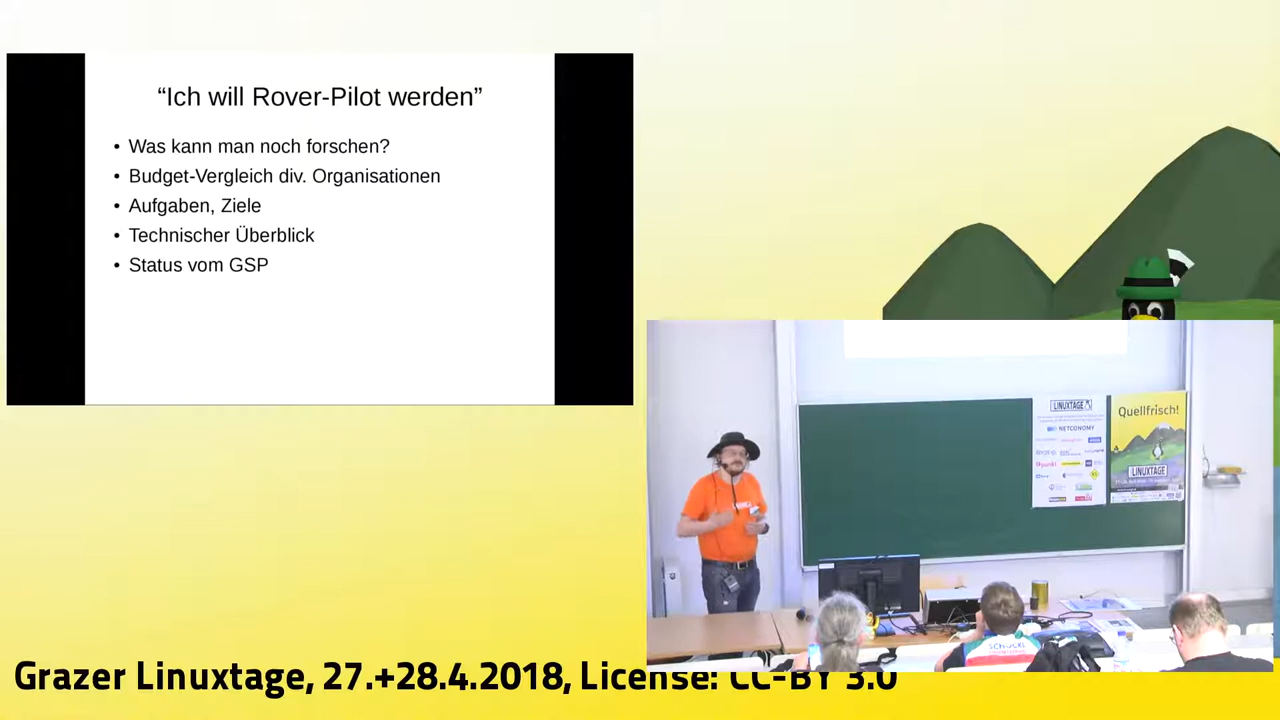 “Ich will Rover-Pilot werden”
• Was kann man noch forschen?
• Budget-Vergleich div. Organisationen
• Aufgaben, Ziele
• Technischer Überblick
• Status vom GSP
LINUXTAGE
NETCONOMY
Quellfrisch!
LINUXTAGE
SCHÖCKL
Grazer Linuxtage, 27.+28.4.2018, License: CC-BY 3.0